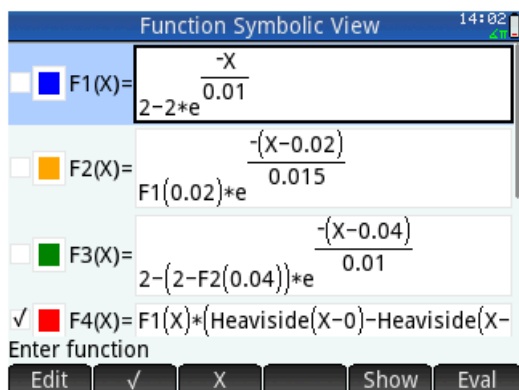 Function Symbolic View 14:02
∡π
F1(X)= 2-2*e^(-X/0.01)
F2(X)= F1(0.02)*e^(-(X-0.02)/0.015)
F3(X)= 2-(2-F2(0.04))*e^(-(X-0.04)/0.01)
√ F4(X)= F1(X)*(Heaviside(X-0)-Heaviside(X-
Enter function
Edit √ X Show Eval